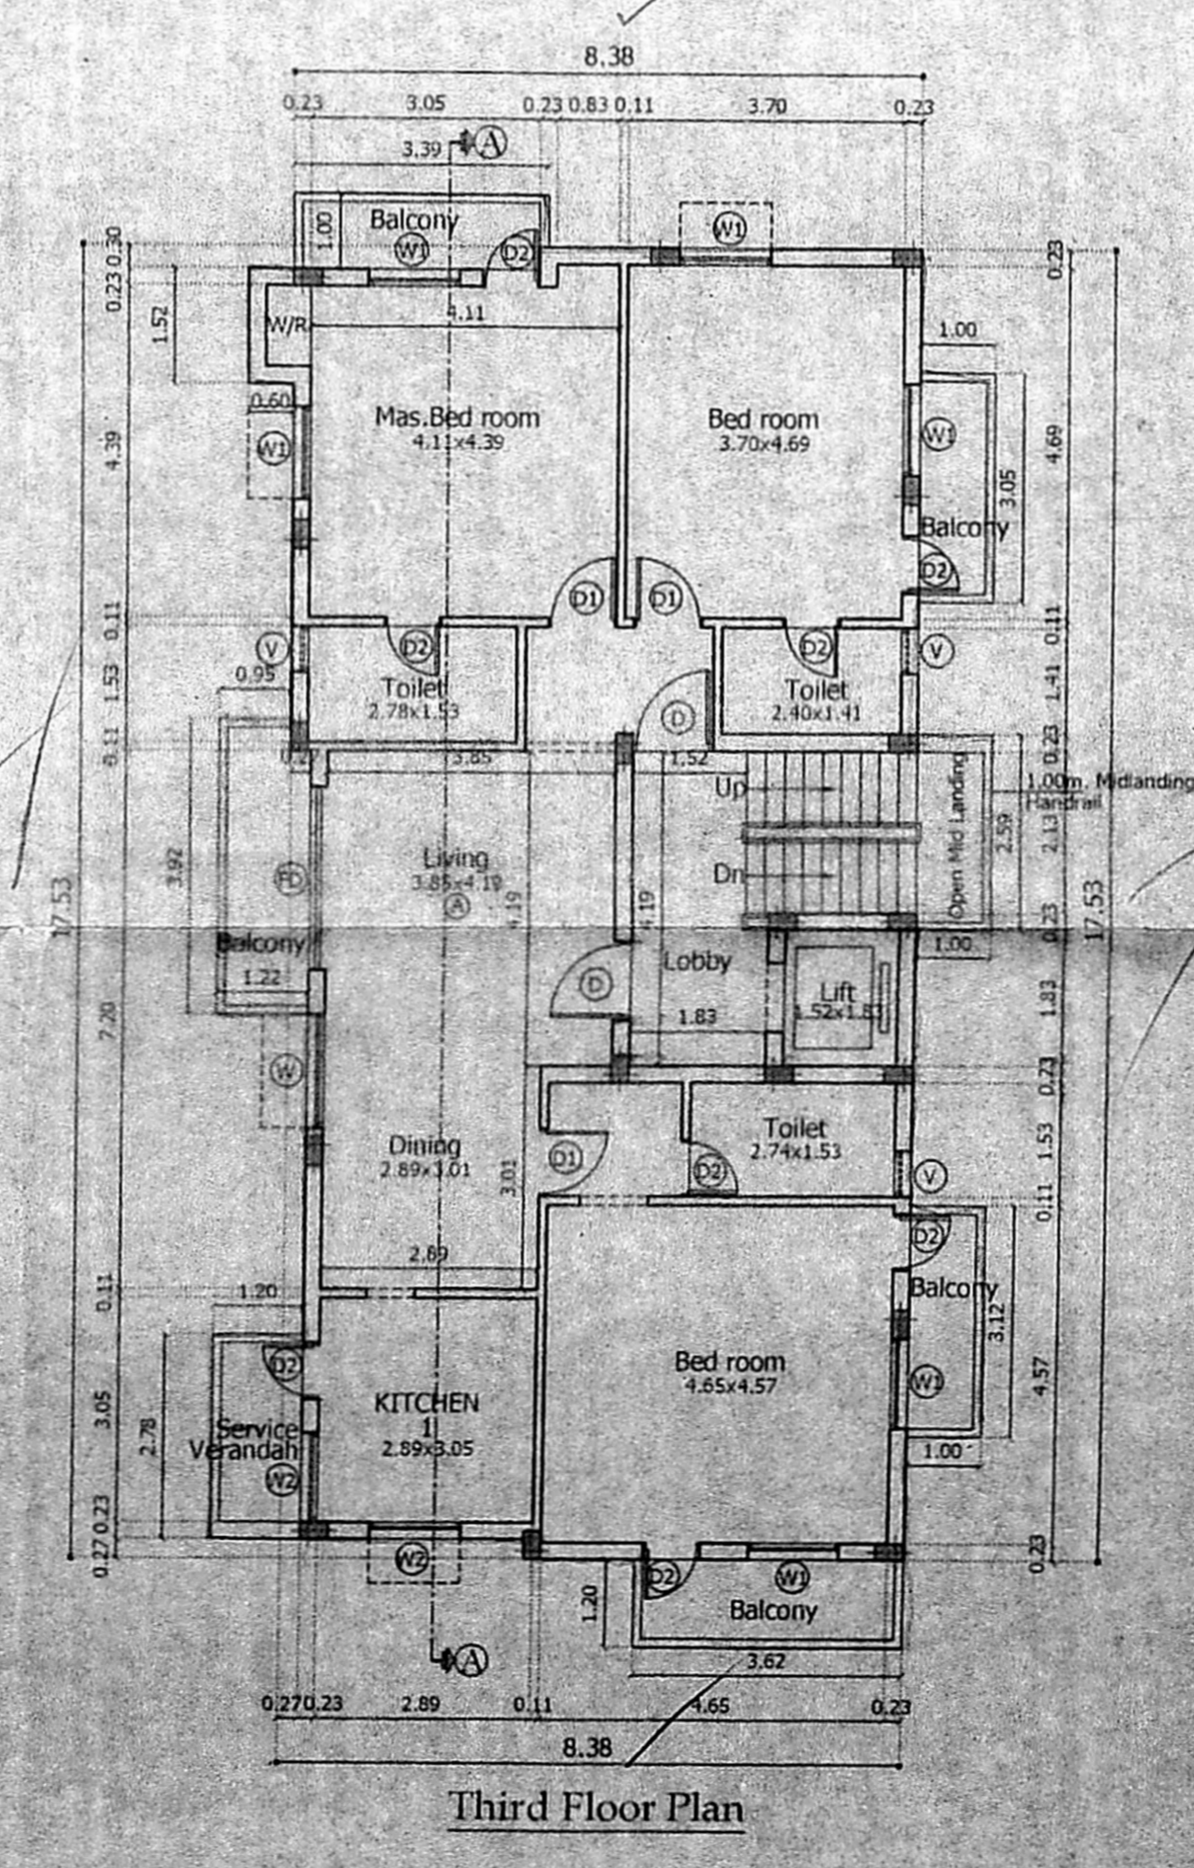 8.38
0.23 3.05 0.23 0.83 0.11 3.70 0.23
A
3.39
1.00
Balcony
W1
D2
W1
0.30
0.23
0.23
1.52
W/R
4.11
1.00
0.60
W1
4.39
Mas.Bed room
4.11x4.39
Bed room
3.70x4.69
W1
4.69
3.05
Balcony
D2
D1
D1
0.11
0.11
V
D2
D2
V
0.95
1.53
Toilet
2.78x1.53
D
Toilet
2.40x1.41
1.41
0.11
0.27
3.85
1.52
0.23
Up
Open Mid Landing
1.00m. Midlanding
Handrail
2.59
2.13
3.92
FD
Living
3.85x4.19
A
4.19
4.19
Dn
17.53
17.53
0.23
Balcony
1.22
Lobby
1.00
D
Lift
1.52x1.83
1.83
1.83
7.20
W
0.23
Dining
2.89x3.01
3.01
D1
Toilet
2.74x1.53
D2
V
1.53
0.11
D2
2.89
0.11
1.20
Balcony
3.12
D2
Bed room
4.65x4.57
W1
4.57
KITCHEN
1
2.89x3.05
3.05
2.78
Service
Verandah
W2
1.00
0.23
0.27
0.23
W2
D2
W1
1.20
Balcony
A
3.62
0.27 0.23 2.89 0.11 4.65 0.23
8.38
Third Floor Plan